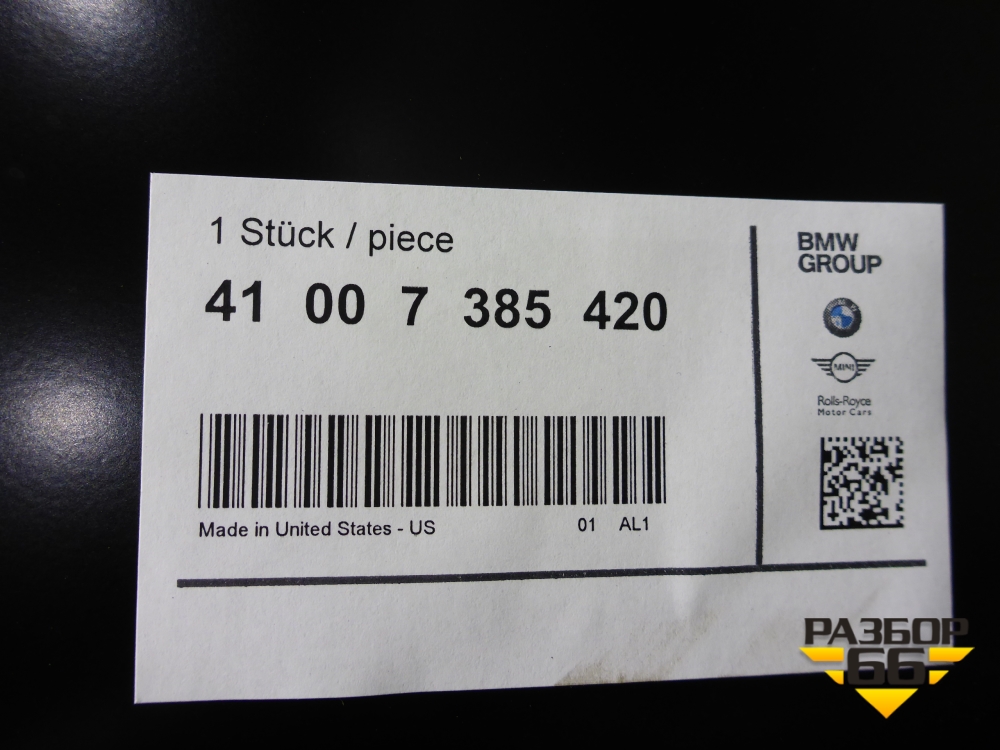 1 Stück / piece
41 00 7 385 420
Made in United States - US 01 AL1
BMW
GROUP
MINI
Rolls-Royce
Motor Cars
РАЗБОР
66